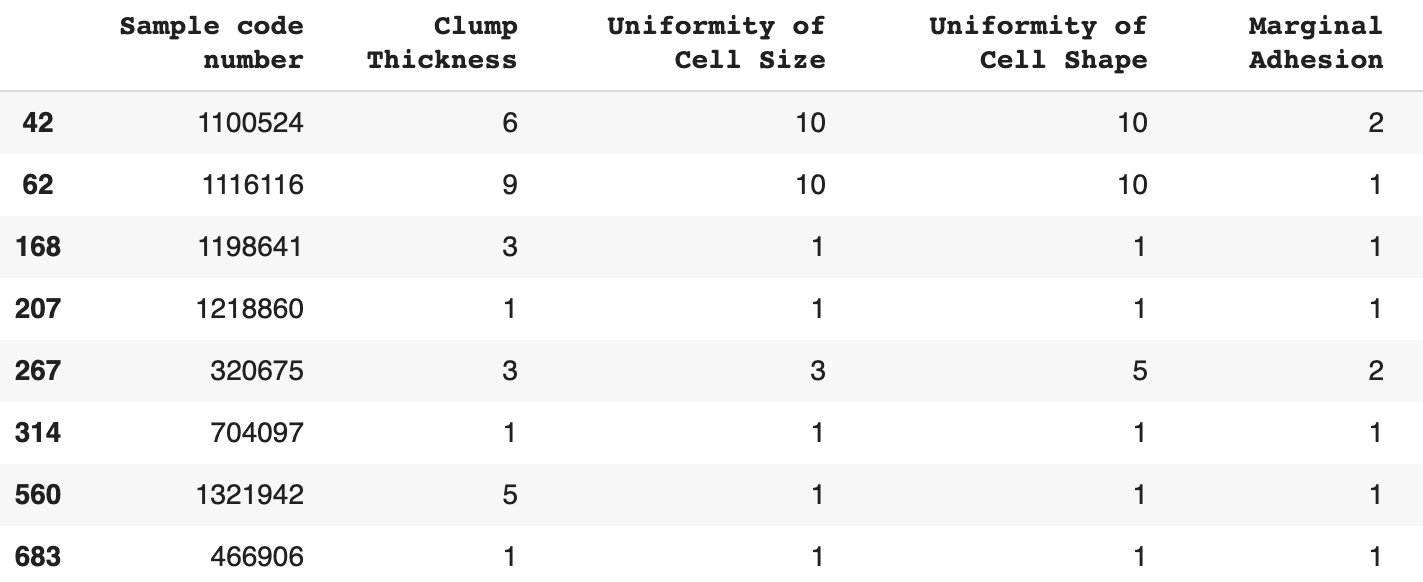 Sample code number Clump Thickness Uniformity of Cell Size Uniformity of Cell Shape Marginal Adhesion
42 1100524 6 10 10 2
62 1116116 9 10 10 1
168 1198641 3 1 1 1
207 1218860 1 1 1 1
267 320675 3 3 5 2
314 704097 1 1 1 1
560 1321942 5 1 1 1
683 466906 1 1 1 1